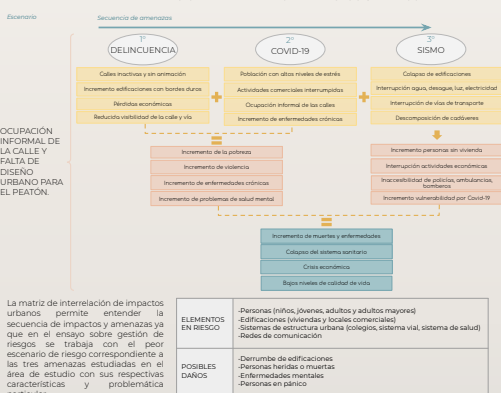 Escenario
Secuencia de amenazas
1°
DELINCUENCIA
2°
COVID-19
3°
SISMO
Calles inactivas y sin animación
Incremento edificaciones con bordes duros
Pérdidas económicas
Reducida visibilidad de la calle y vía
Población con altos niveles de estrés
Actividades comerciales interrumpidas
Ocupación informal de las calles
Incremento de enfermedades crónicas
Colapso de edificaciones
Interrupción agua, desague, luz, electricidad
Interrupción de vías de transporte
Descomposición de cadáveres
OCUPACIÓN
INFORMAL DE
LA CALLE Y
FALTA DE
DISEÑO
URBANO PARA
EL PEATÓN.
Incremento de la pobreza
Incremento de violencia
Incremento de enfermedades crónicas
Incremento de problemas de salud mental
Incremento personas sin vivienda
Interrupción actividades económicas
Inaccesibilidad de policías, ambulancias,
bomberos
Incremento vulnerabilidad por Covid-19
Incremento de muertes y enfermedades
Colapso del sistema sanitario
Crisis económica
Bajos niveles de calidad de vida
La matriz de interrelación de impactos
urbanos permite entender la
secuencia de impactos y amenazas ya
que en el ensayo sobre gestión de
riesgos se trabaja con el peor
escenario de riesgo correspondiente a
las tres amenazas estudiadas en el
área de estudio con sus respectivas
características y problemática
ELEMENTOS
EN RIESGO
-Personas (niños, jóvenes, adultos y adultos mayores)
-Edificaciones (viviendas y locales comerciales)
-Sistemas de estructura urbana (colegios, sistema vial, sistema de salud)
-Redes de comunicación
POSIBLES
DAÑOS
-Derrumbe de edificaciones
-Personas heridas o muertas
-Enfermedades mentales
-Personas en pánico